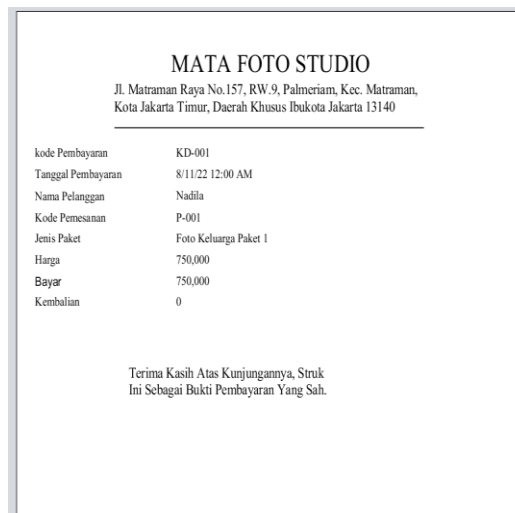 MATA FOTO STUDIO
Jl. Matraman Raya No.157, RW.9, Palmeriam, Kec. Matraman,
Kota Jakarta Timur, Daerah Khusus Ibukota Jakarta 13140
kode Pembayaran KD-001
Tanggal Pembayaran 8/11/22 12:00 AM
Nama Pelanggan Nadila
Kode Pemesanan P-001
Jenis Paket Foto Keluarga Paket 1
Harga 750,000
Bayar 750,000
Kembalian 0
Terima Kasih Atas Kunjungannya, Struk
Ini Sebagai Bukti Pembayaran Yang Sah.